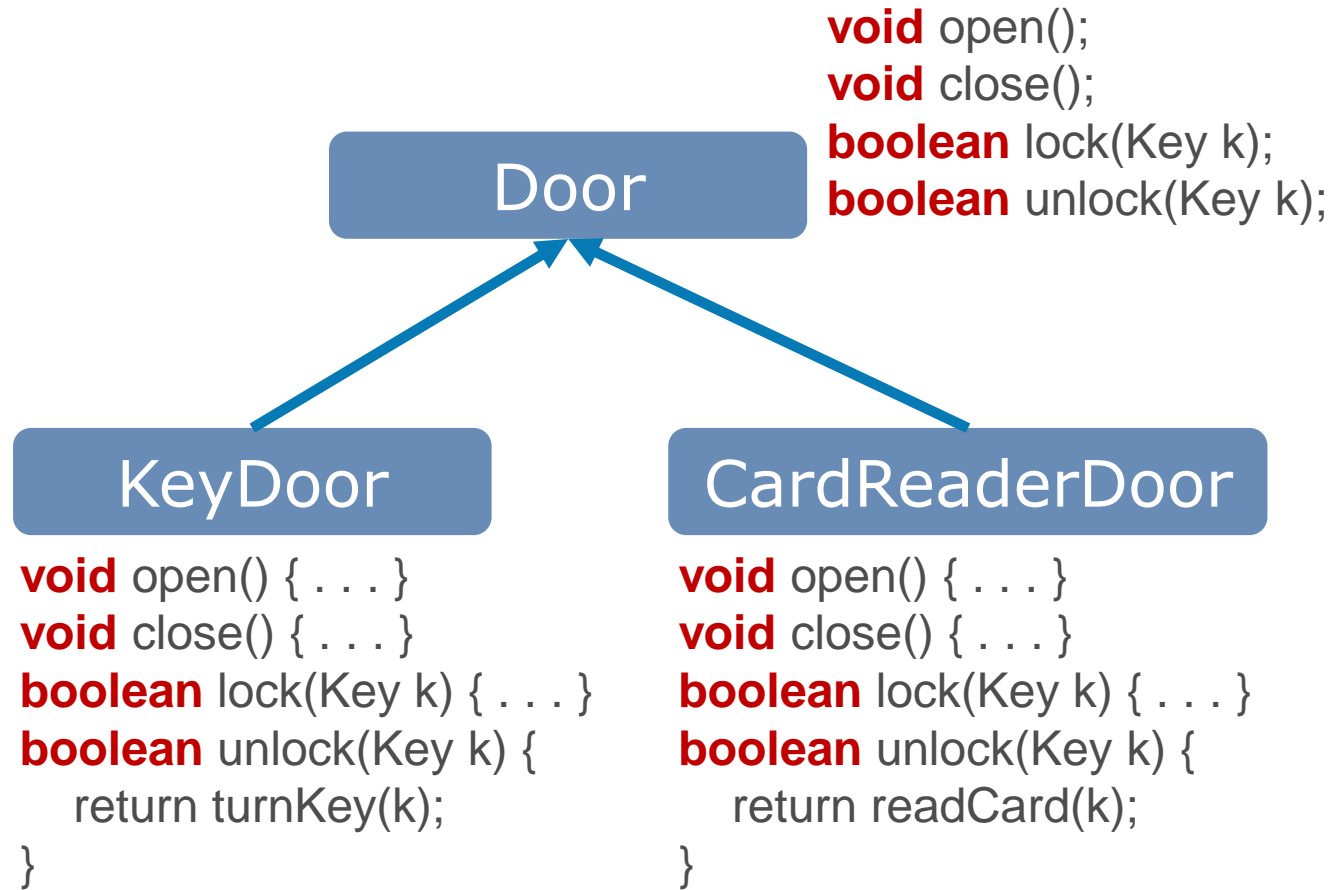 void open();
void close();
boolean lock(Key k);
boolean unlock(Key k);
Door
KeyDoor
void open() { . . . }
void close() { . . . }
boolean lock(Key k) { . . . }
boolean unlock(Key k) {
return turnKey(k);
}
CardReaderDoor
void open() { . . . }
void close() { . . . }
boolean lock(Key k) { . . . }
boolean unlock(Key k) {
return readCard(k);
}